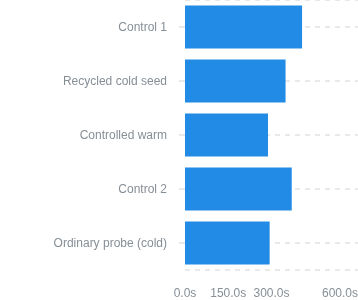 Control 1
Recycled cold seed
Controlled warm
Control 2
Ordinary probe (cold)
0.0s 150.0s 300.0s 600.0s